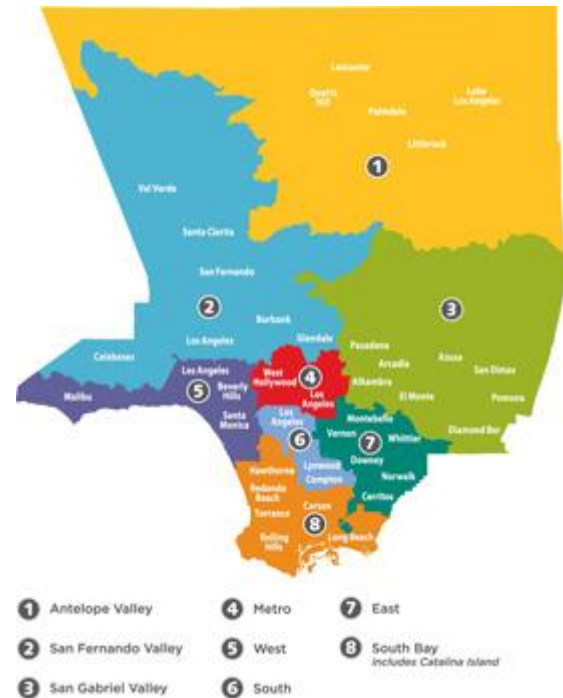 Lancaster
Quartz
Hill
Lake
Los Angeles
Palmdale
Littlerock
1
Val Verde
Santa Clarita
San Fernando
2
3
Burbank
Los Angeles
Glendale
Pasadena
Calabasas
Los Angeles
West
Hollywood
4
Arcadia
Azusa
San Dimas
Malibu
5
Beverly
Hills
Los
Angeles
Alhambra
El Monte
Pomona
Santa
Monica
Los
Angeles
6
Montebello
Vernon
7
Whittier
Diamond Bar
Hawthorne
Lynwood
Downey
Compton
Norwalk
Redondo
Beach
Cerritos
Torrance
Carson
8
Rolling
Hills
Long Beach
1 Antelope Valley
2 San Fernando Valley
3 San Gabriel Valley
4 Metro
5 West
6 South
7 East
8 South Bay
Includes Catalina Island